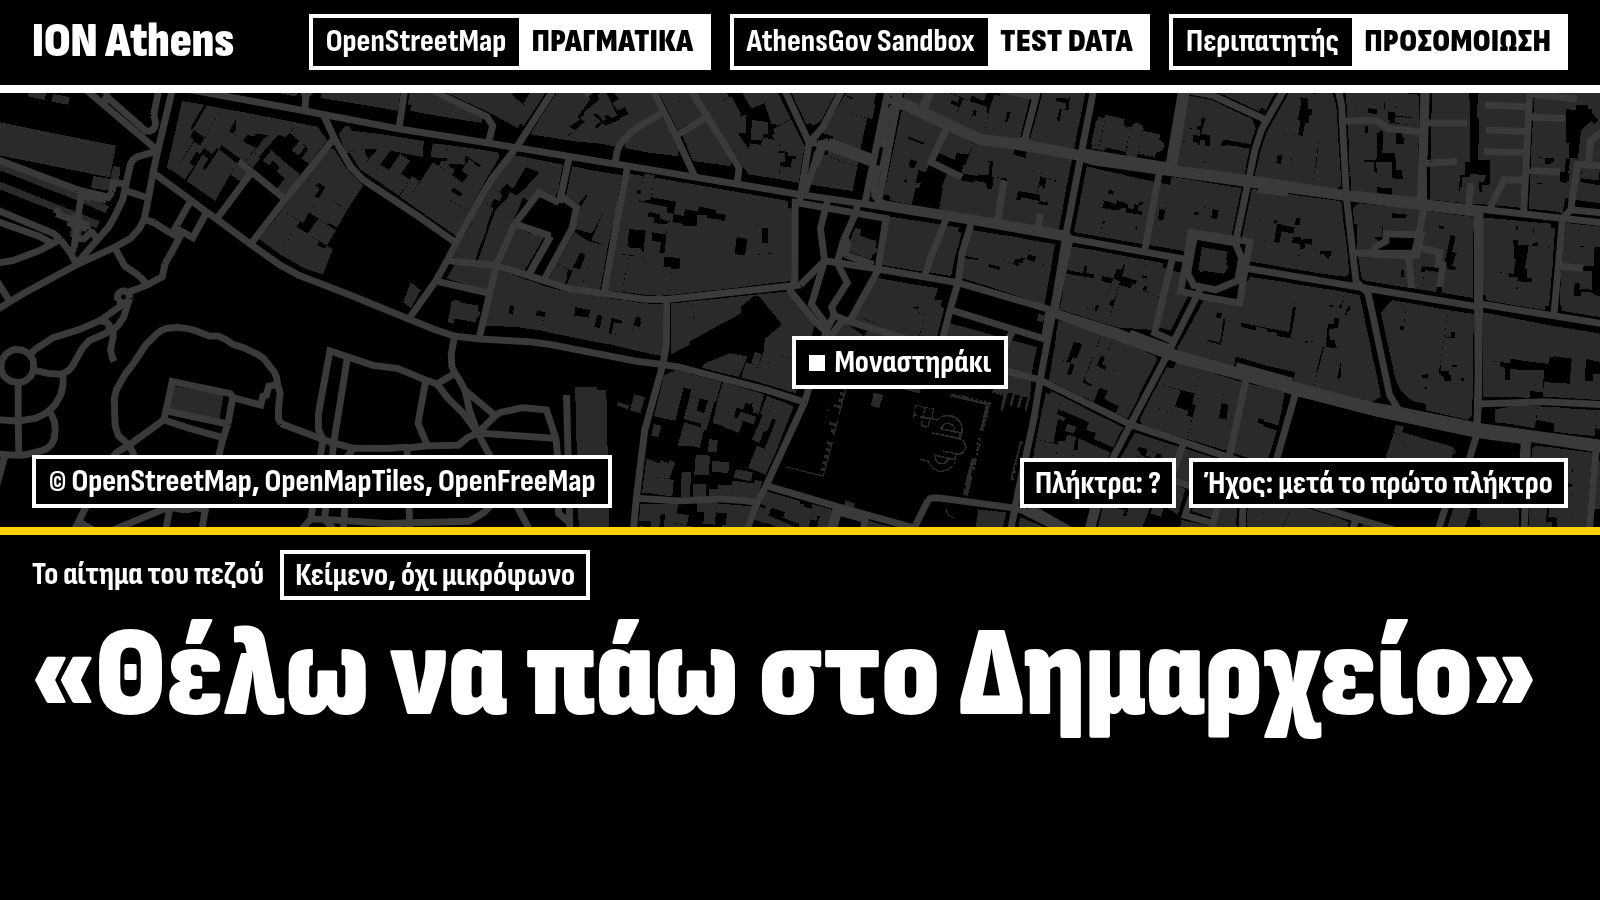 ION Athens
OpenStreetMap ΠΡΑΓΜΑΤΙΚΑ
AthensGov Sandbox TEST DATA
Περιπατητής ΠΡΟΣΟΜΟΙΩΣΗ
Μοναστηράκι
© OpenStreetMap, OpenMapTiles, OpenFreeMap
Πλήκτρα: ?
Ήχος: μετά το πρώτο πλήκτρο
Το αίτημα του πεζού
Κείμενο, όχι μικρόφωνο
«Θέλω να πάω στο Δημαρχείο»